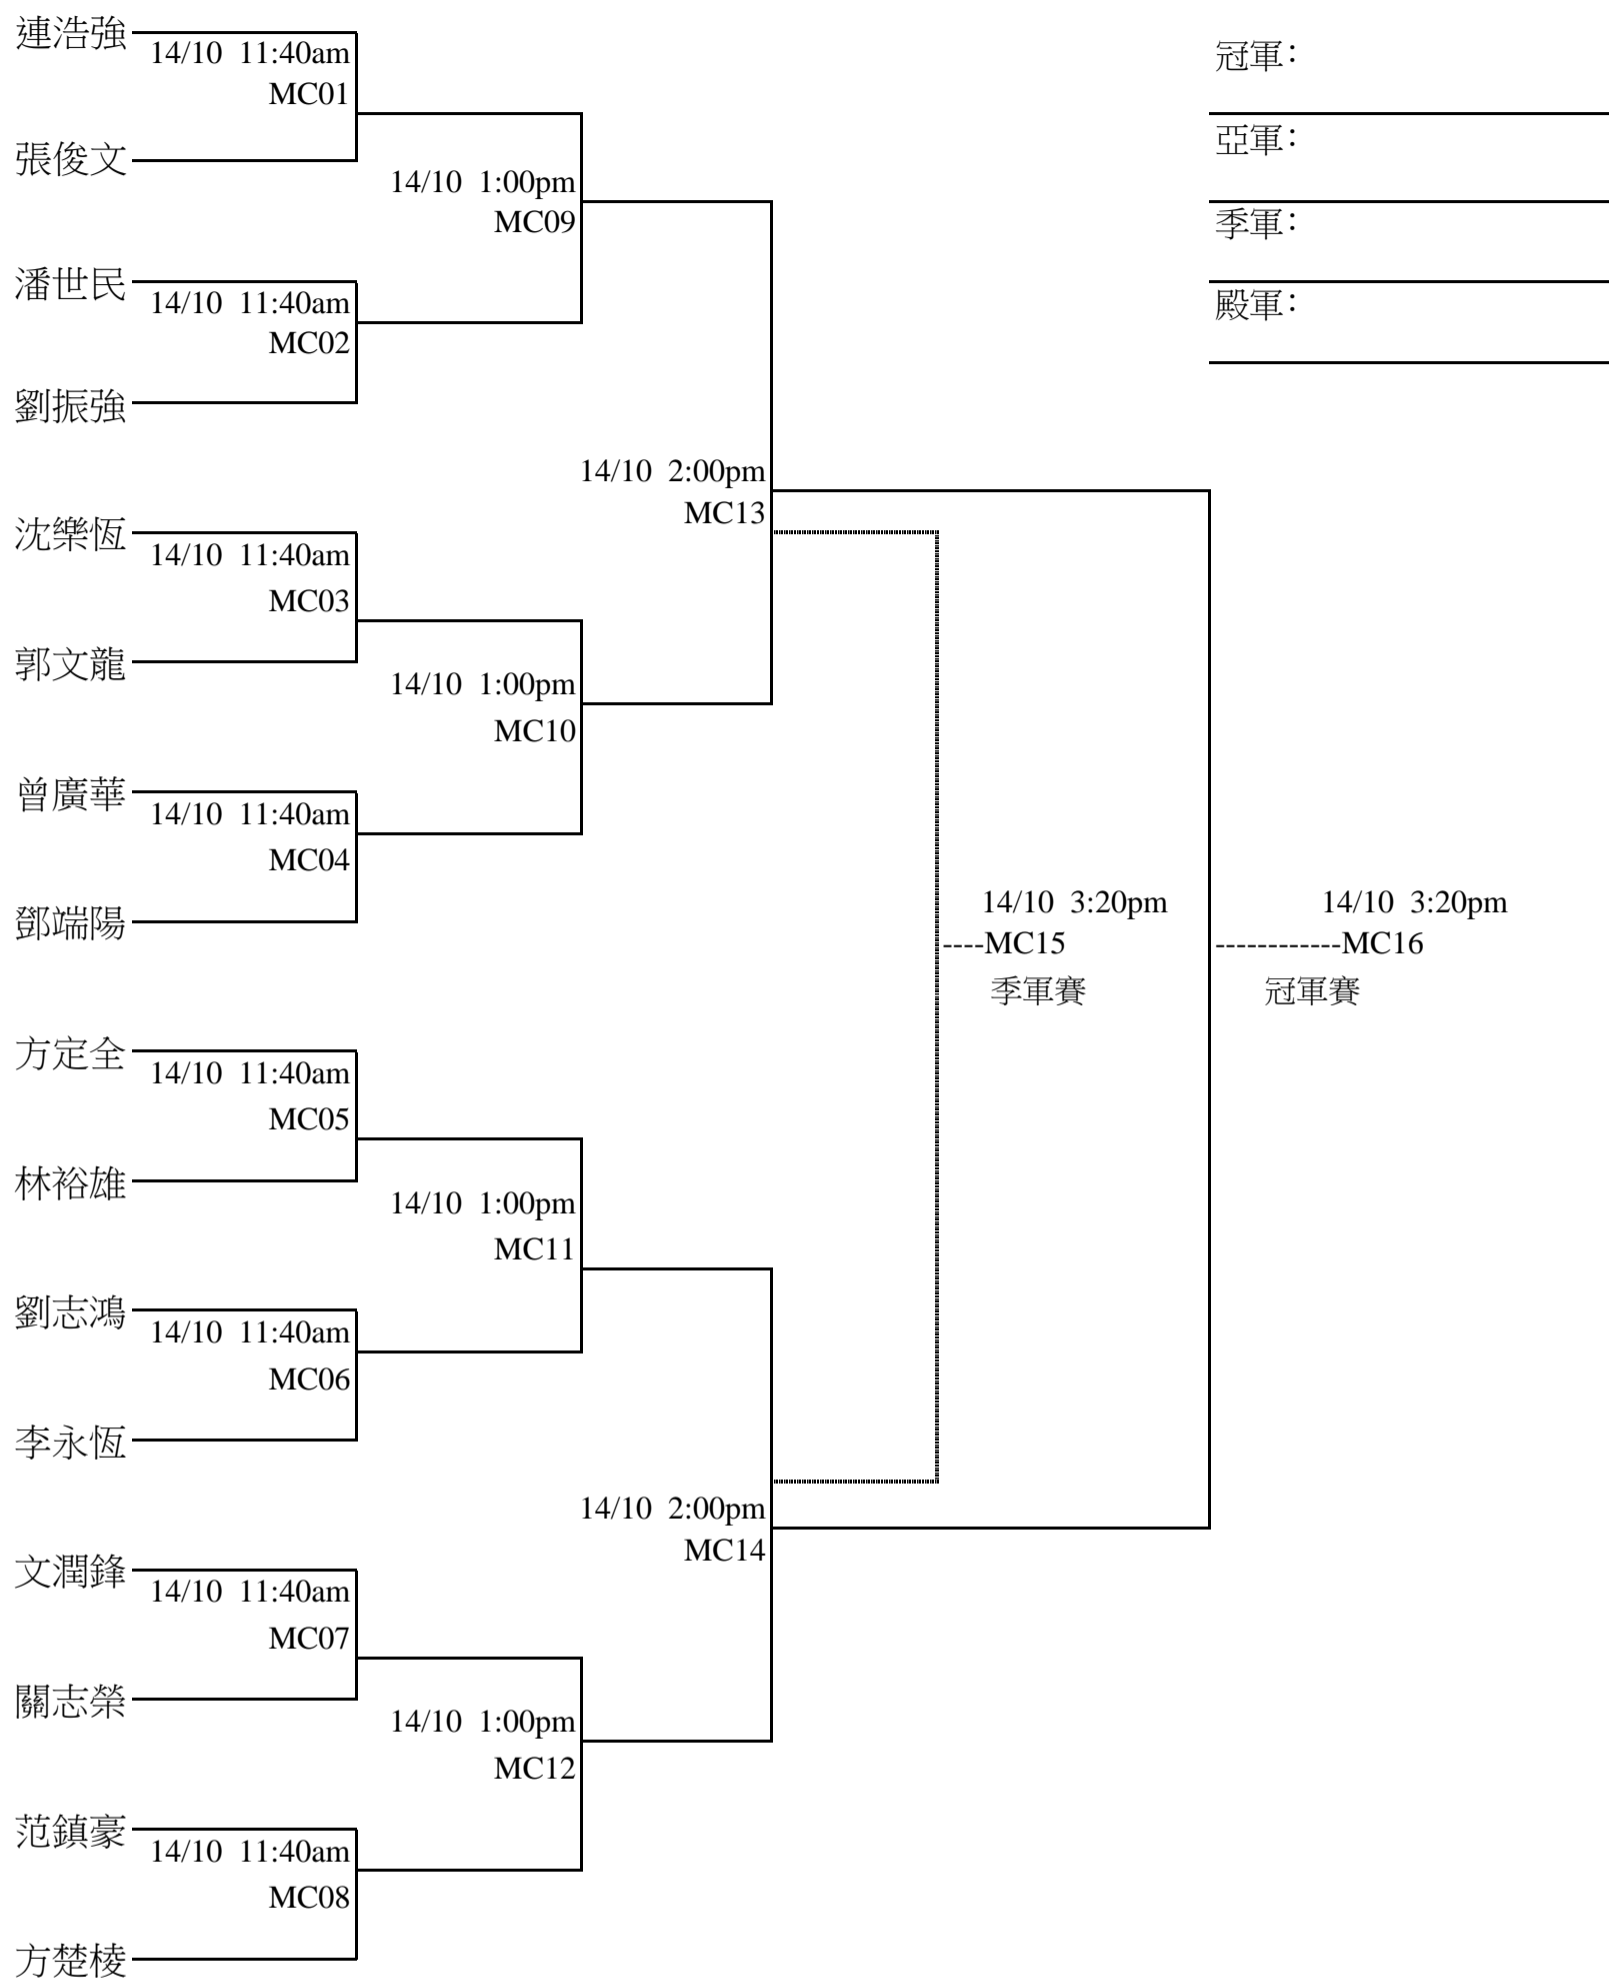 連浩強
14/10 11:40am
MC01
張俊文
14/10 1:00pm
MC09
潘世民
14/10 11:40am
MC02
劉振強
14/10 2:00pm
MC13
沈樂恆
14/10 11:40am
MC03
郭文龍
14/10 1:00pm
MC10
曾廣華
14/10 11:40am
MC04
鄧端陽
方定全
14/10 11:40am
MC05
林裕雄
14/10 1:00pm
MC11
劉志鴻
14/10 11:40am
MC06
李永恆
14/10 2:00pm
MC14
文潤鋒
14/10 11:40am
MC07
關志榮
14/10 1:00pm
MC12
范鎮豪
14/10 11:40am
MC08
方楚棱
14/10 3:20pm
----MC15
季軍賽
14/10 3:20pm
------------MC16
冠軍賽
冠軍：
亞軍：
季軍：
殿軍：